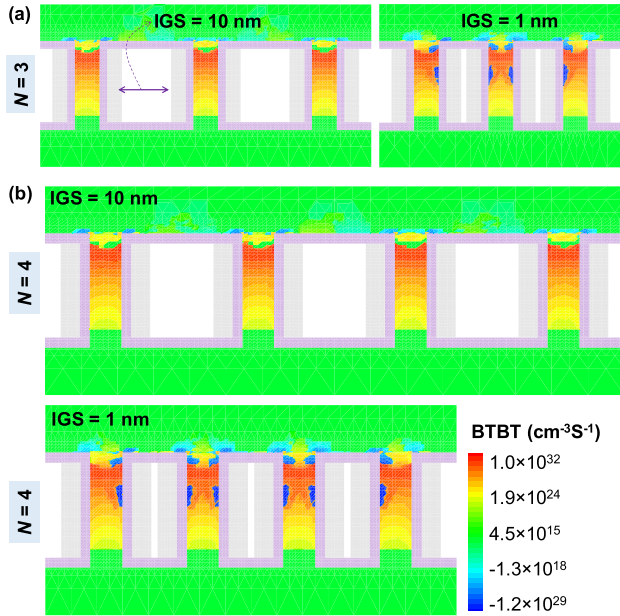 (a)
IGS = 10 nm
IGS = 1 nm
N = 3
(b)
IGS = 10 nm
N = 4
IGS = 1 nm
N = 4
BTBT (cm⁻³S⁻¹)
1.0×10³²
1.9×10²⁴
4.5×10¹⁵
-1.3×10¹⁸
-1.2×10²⁹